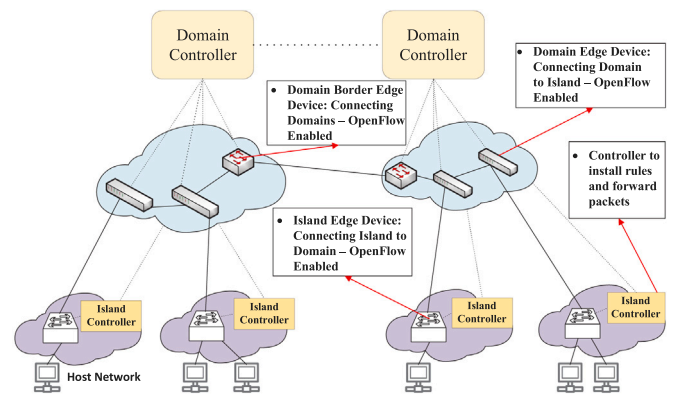 Domain
Controller
Domain
Controller
• Domain Border Edge
Device: Connecting
Domains – OpenFlow
Enabled
• Domain Edge Device:
Connecting Domain
to Island – OpenFlow
Enabled
• Controller to
install rules
and forward
packets
• Island Edge Device:
Connecting Island to
Domain – OpenFlow
Enabled
Island
Controller
Island
Controller
Island
Controller
Island
Controller
Host Network